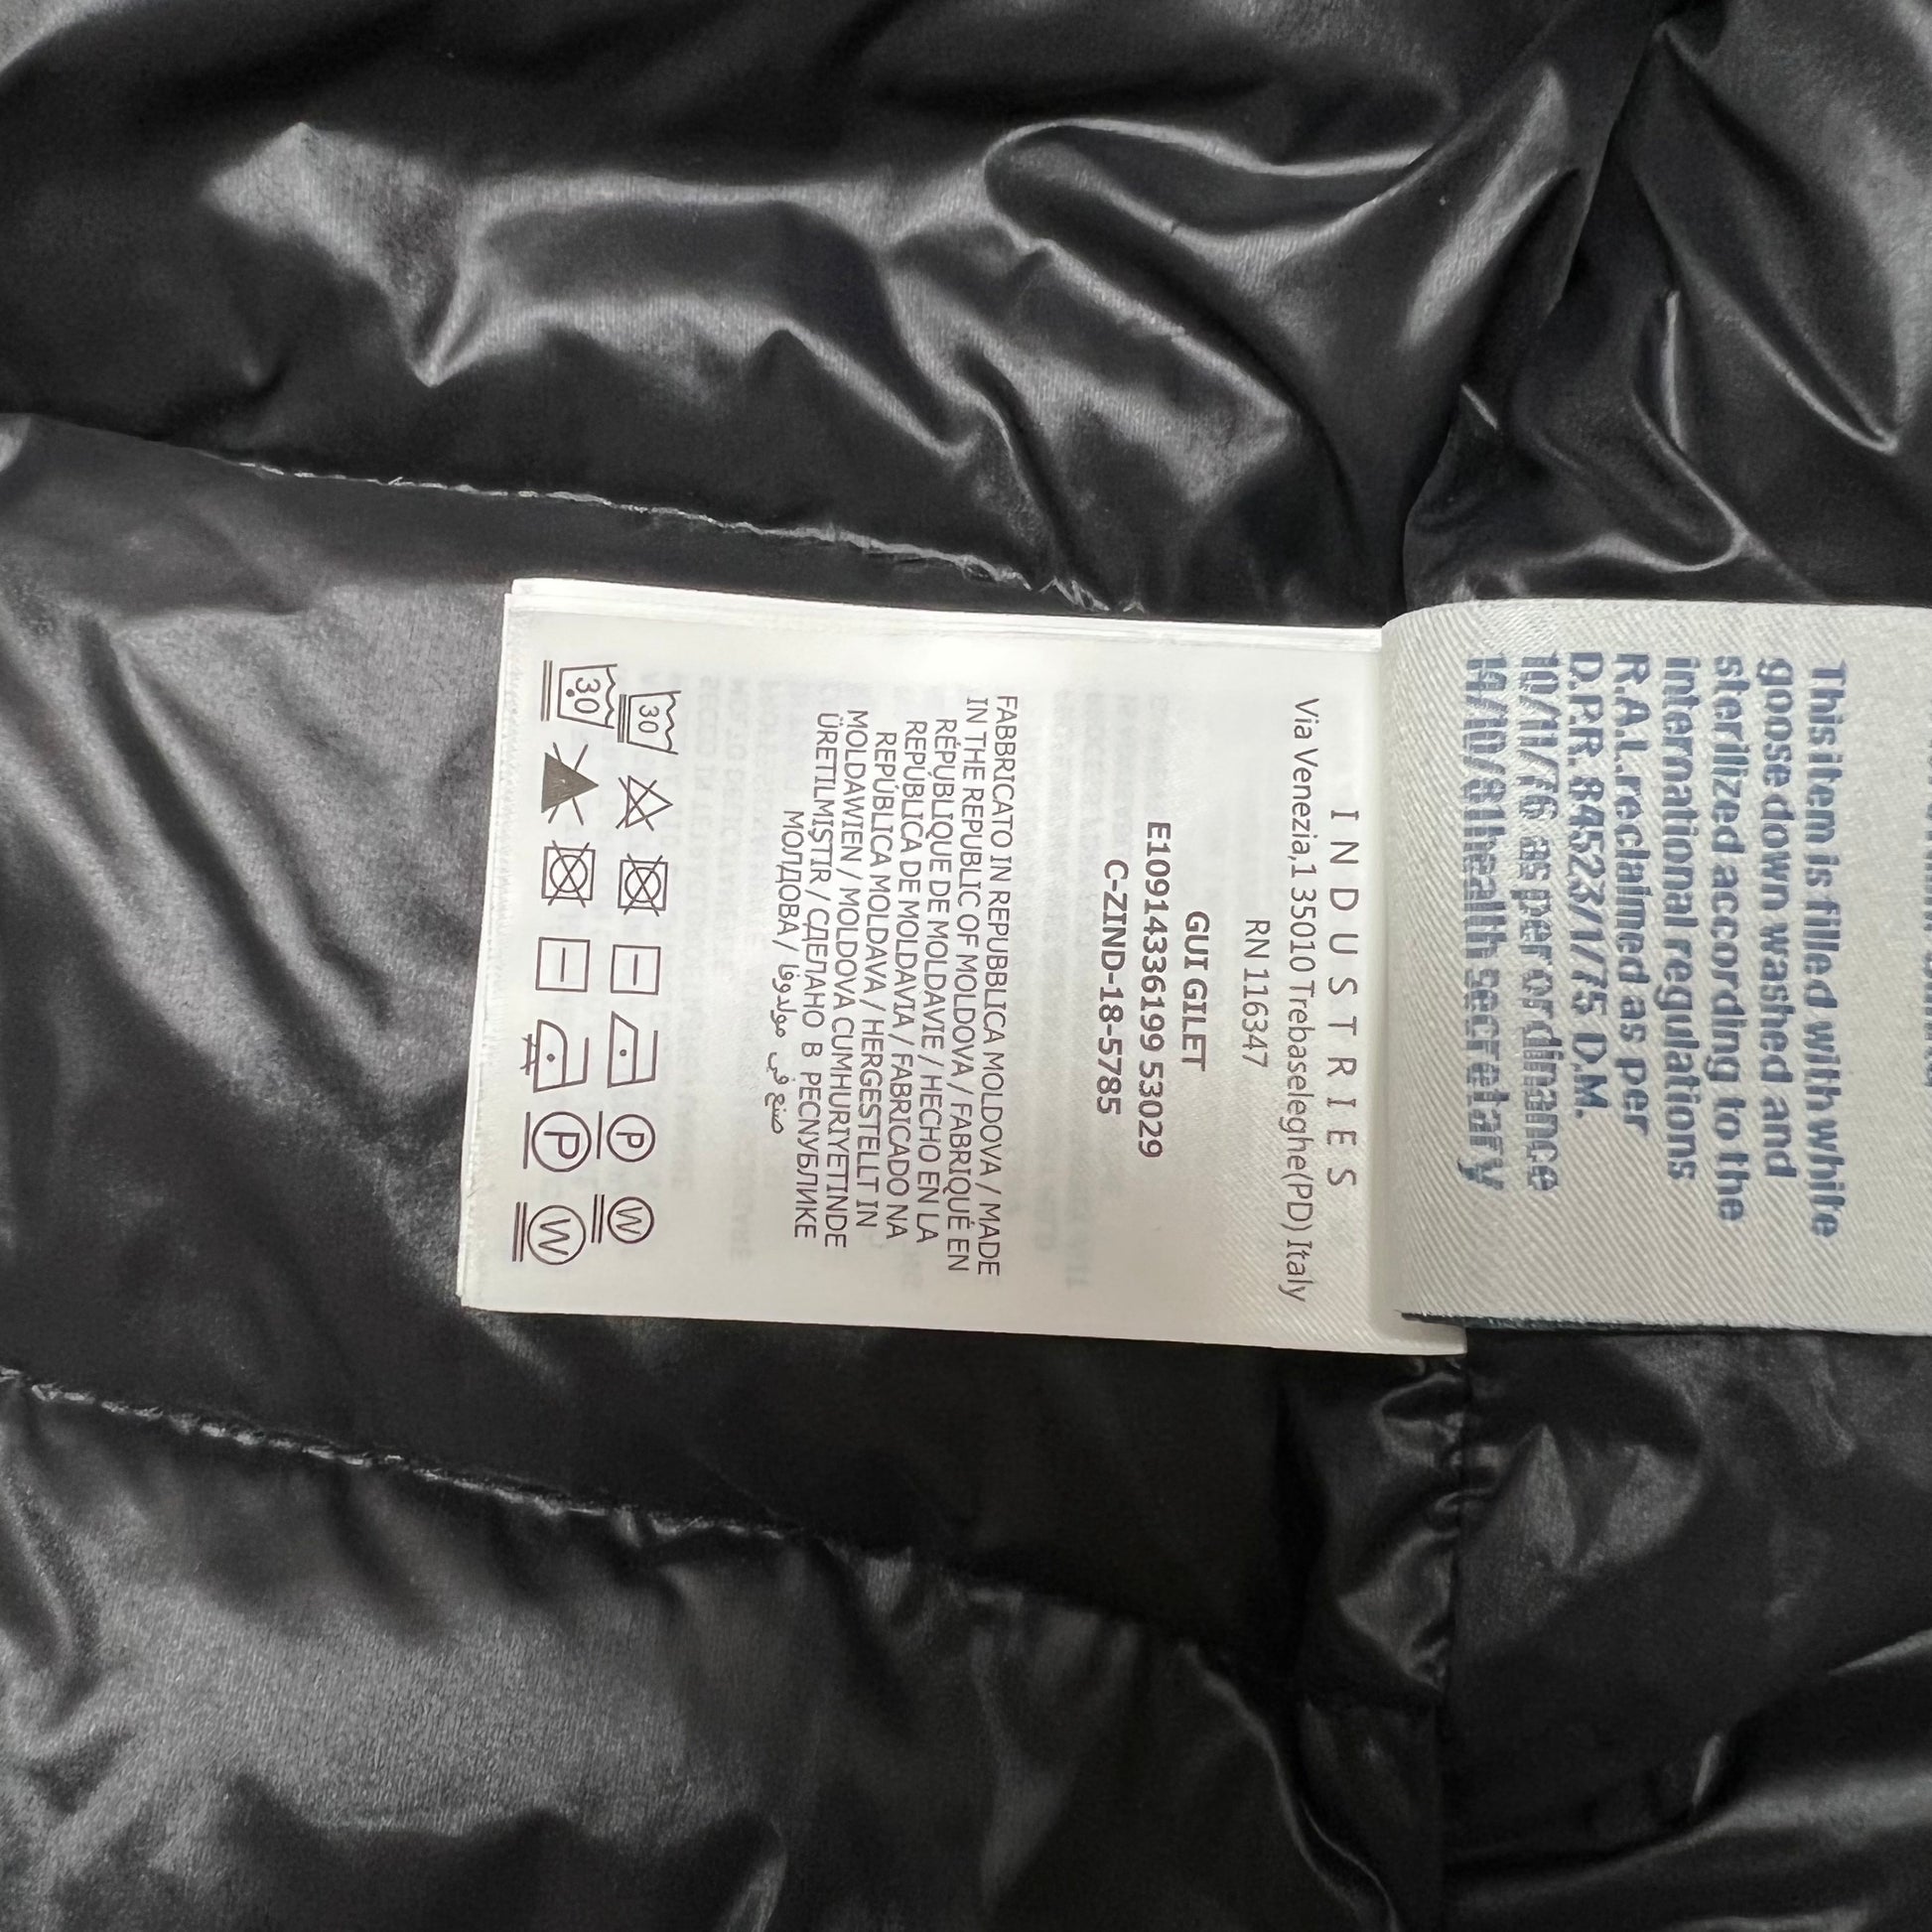 This item is filled with white
goose down washed and
sterilized according to the
international regulations
R.A.L. reclaimed as per
D.P.R. 84523/1/75 D.M.
10/11/76 as per ordinance
14/10/81 health secretary
INDUSTRIES
Via Venezia,1 35010 Trebaseleghe(PD) Italy
RN 116347
GUI GILET
E10914336199 53029
C-ZIND-18-5785
FABBRICATO IN REPUBBLICA MOLDOVA / MADE
IN THE REPUBLIC OF MOLDOVA / FABRIQUÉ EN
RÉPUBLIQUE DE MOLDAVIE / HECHO EN LA
REPÚBLICA DE MOLDAVIA / FABRICADO NA
REPÚBLICA MOLDAVA / HERGESTELLT IN
MOLDAWIEN / MOLDOVA CUMHURIYETINDE
ÜRETILMIŞTIR / СДЕЛАНО В РЕСПУБЛИКЕ
МОЛДОВА / صنع في مولدوفا
30 P W
30 P W